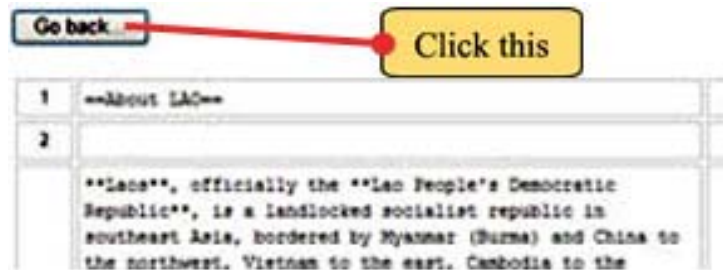 Go back...
Click this
1 ==About LAO==
2
**Laos**, officially the **Lao People's Democratic
Republic**, is a landlocked socialist republic in
southeast Asia, bordered by Myanmar (Burma) and China to
the northwest, Vietnam to the east, Cambodia to the